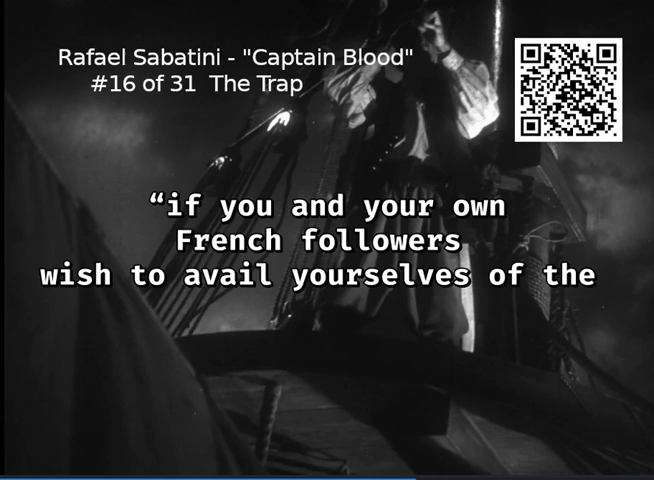 Rafael Sabatini - "Captain Blood"
#16 of 31  The Trap
“if you and your own
French followers
wish to avail yourselves of the